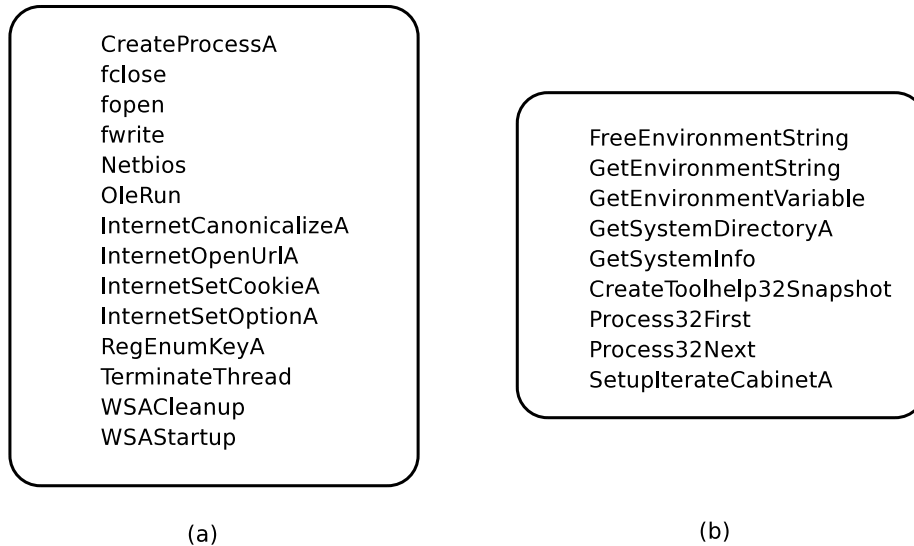 CreateProcessA
fclose
fopen
fwrite
Netbios
OleRun
InternetCanonicalizeA
InternetOpenUrlA
InternetSetCookieA
InternetSetOptionA
RegEnumKeyA
TerminateThread
WSACleanup
WSAStartup
(a)
FreeEnvironmentString
GetEnvironmentString
GetEnvironmentVariable
GetSystemDirectoryA
GetSystemInfo
CreateToolhelp32Snapshot
Process32First
Process32Next
SetupIterateCabinetA
(b)